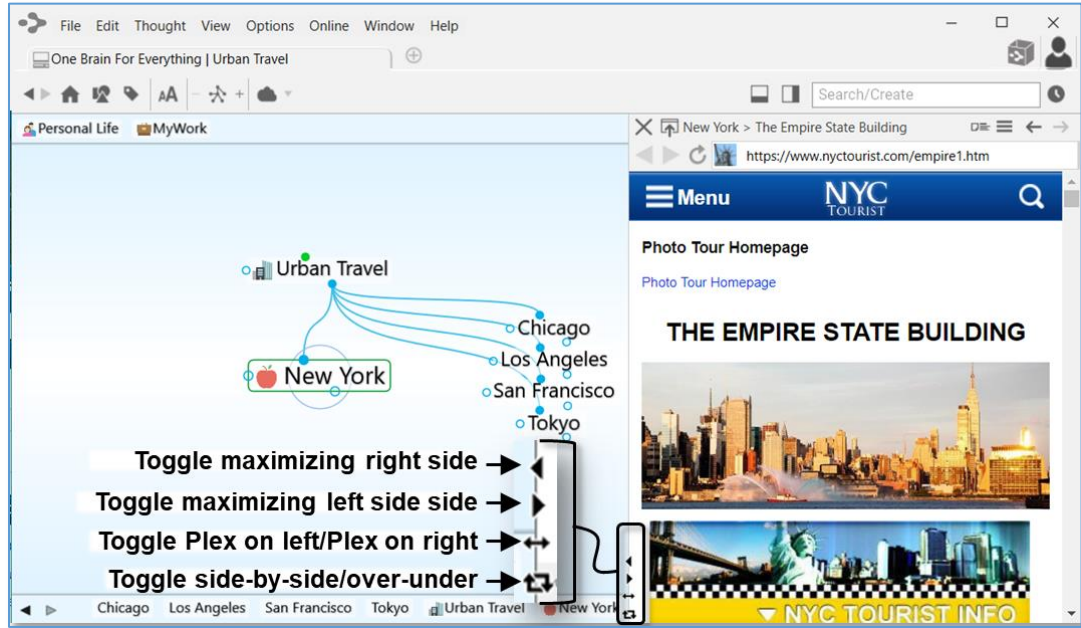 File Edit Thought View Options Online Window Help
One Brain For Everything | Urban Travel
AA
Search/Create
Personal Life MyWork
New York > The Empire State Building
https://www.nyctourist.com/empire1.htm
Menu
NYC
TOURIST
Photo Tour Homepage
Photo Tour Homepage
THE EMPIRE STATE BUILDING
Urban Travel
Chicago
Los Angeles
New York
San Francisco
Tokyo
Toggle maximizing right side
Toggle maximizing left side side
Toggle Plex on left/Plex on right
Toggle side-by-side/over-under
Chicago Los Angeles San Francisco Tokyo Urban Travel New York
NYC TOURIST INFO